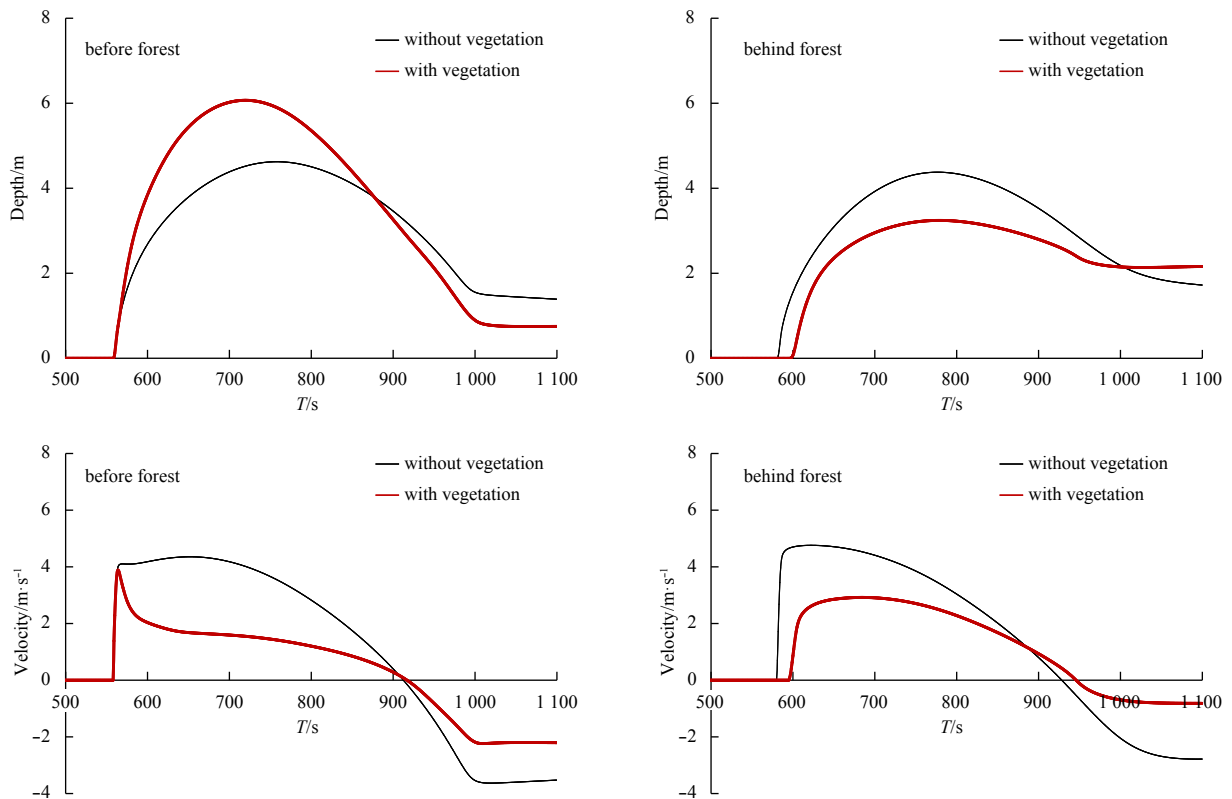 8
6
4
2
0
Depth/m
before forest
without vegetation
with vegetation
500 600 700 800 900 1 000 1 100
T/s
8
6
4
2
0
Depth/m
behind forest
without vegetation
with vegetation
500 600 700 800 900 1 000 1 100
T/s
8
6
4
2
0
−2
−4
Velocity/m·s⁻¹
before forest
without vegetation
with vegetation
500 600 700 800 900 1 000 1 100
T/s
8
6
4
2
0
−2
−4
Velocity/m·s⁻¹
behind forest
without vegetation
with vegetation
500 600 700 800 900 1 000 1 100
T/s